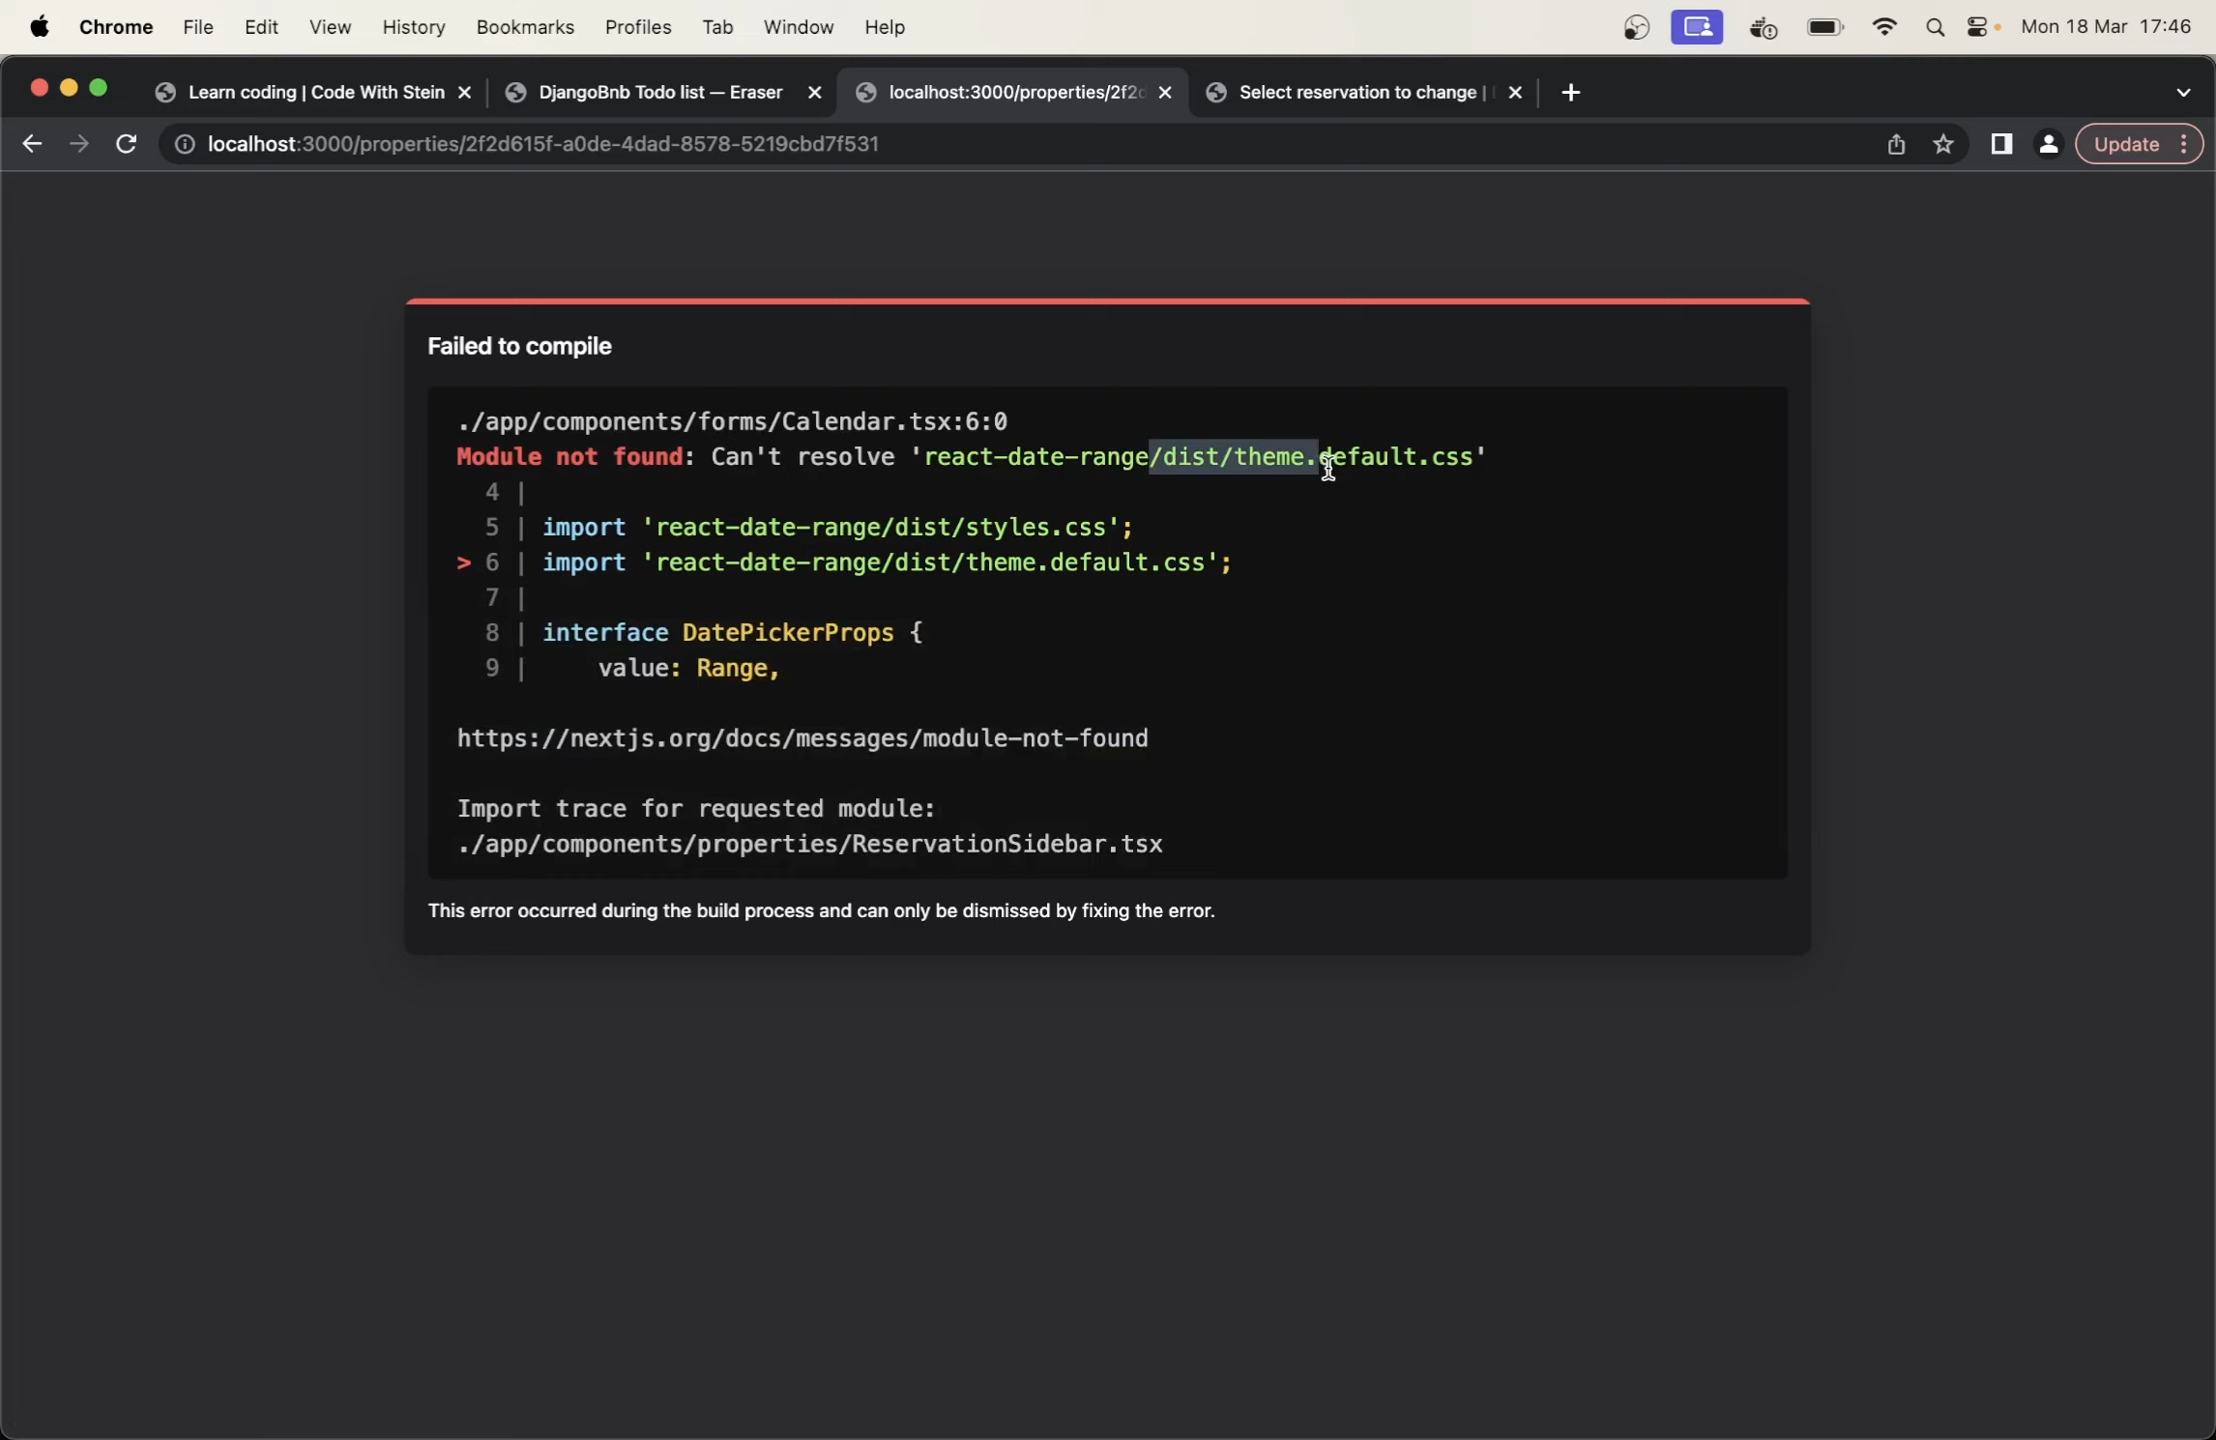 Chrome File Edit View History Bookmarks Profiles Tab Window Help Mon 18 Mar 17:46
Learn coding | Code With Stein DjangoBnb Todo list — Eraser localhost:3000/properties/2f2d Select reservation to change |
localhost:3000/properties/2f2d615f-a0de-4dad-8578-5219cbd7f531 Update
Failed to compile
./app/components/forms/Calendar.tsx:6:0
Module not found: Can't resolve 'react-date-range/dist/theme.default.css'
4 |
5 | import 'react-date-range/dist/styles.css';
> 6 | import 'react-date-range/dist/theme.default.css';
7 |
8 | interface DatePickerProps {
9 | value: Range,
https://nextjs.org/docs/messages/module-not-found
Import trace for requested module:
./app/components/properties/ReservationSidebar.tsx
This error occurred during the build process and can only be dismissed by fixing the error.